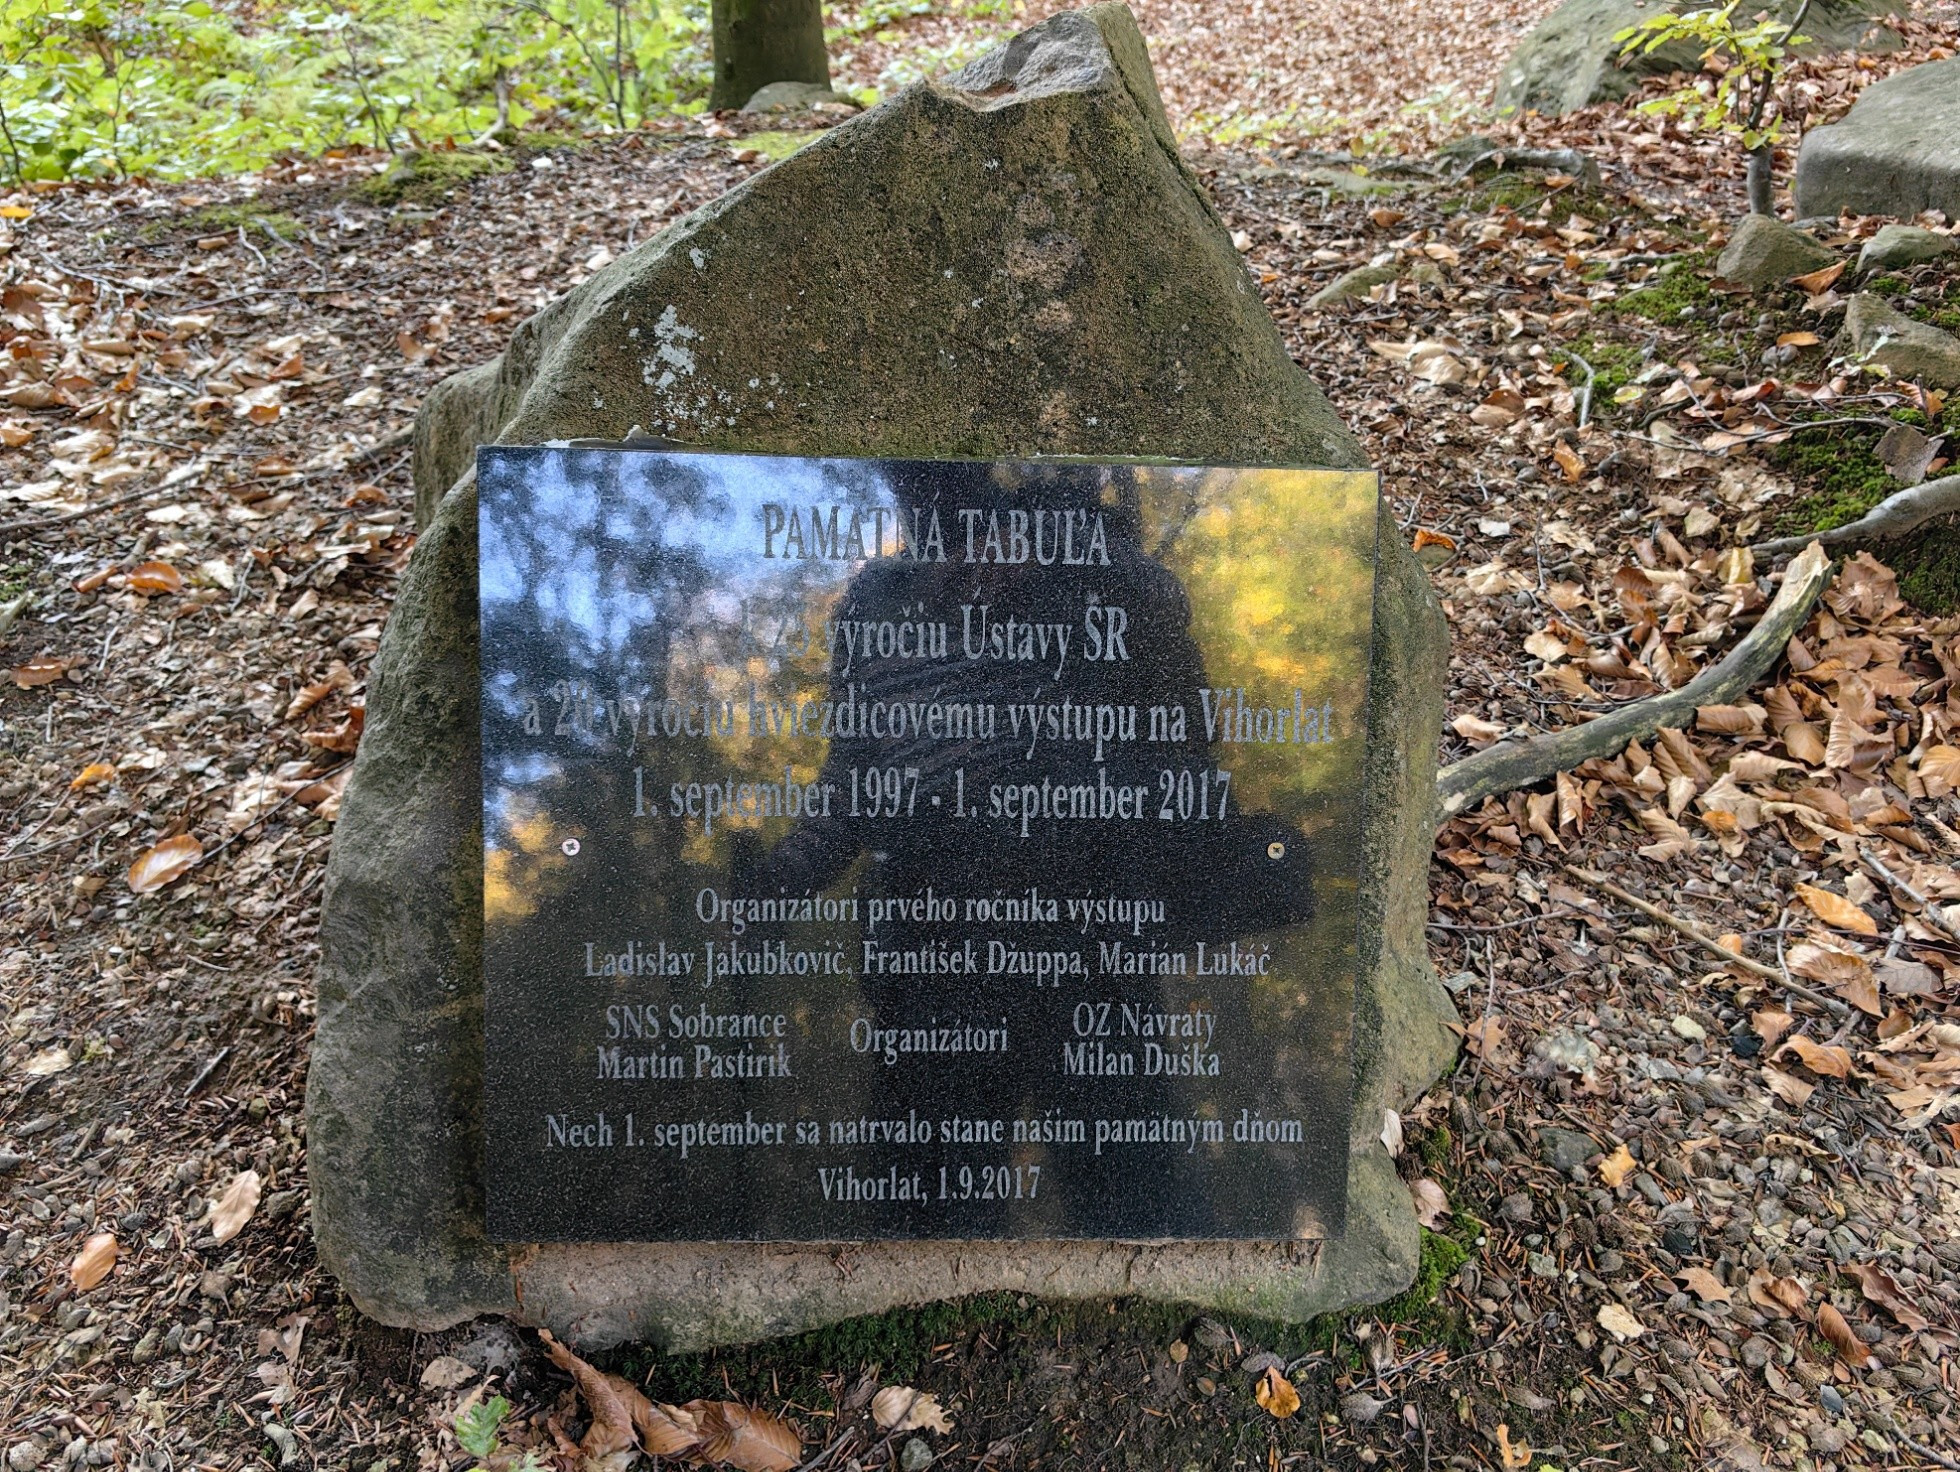 PAMÄTNÁ TABUĽA
k 25 výročiu Ústavy SR
a 20 výročiu hviezdicovému výstupu na Vihorlat
1. september 1997 - 1. september 2017
Organizátori prvého ročníka výstupu
Ladislav Jakubkovič, František Džuppa, Marián Lukáč
SNS Sobrance
Martin Pastirik
Organizátori
OZ Návraty
Milan Duška
Nech 1. september sa natrvalo stane našim pamätným dňom
Vihorlat, 1.9.2017